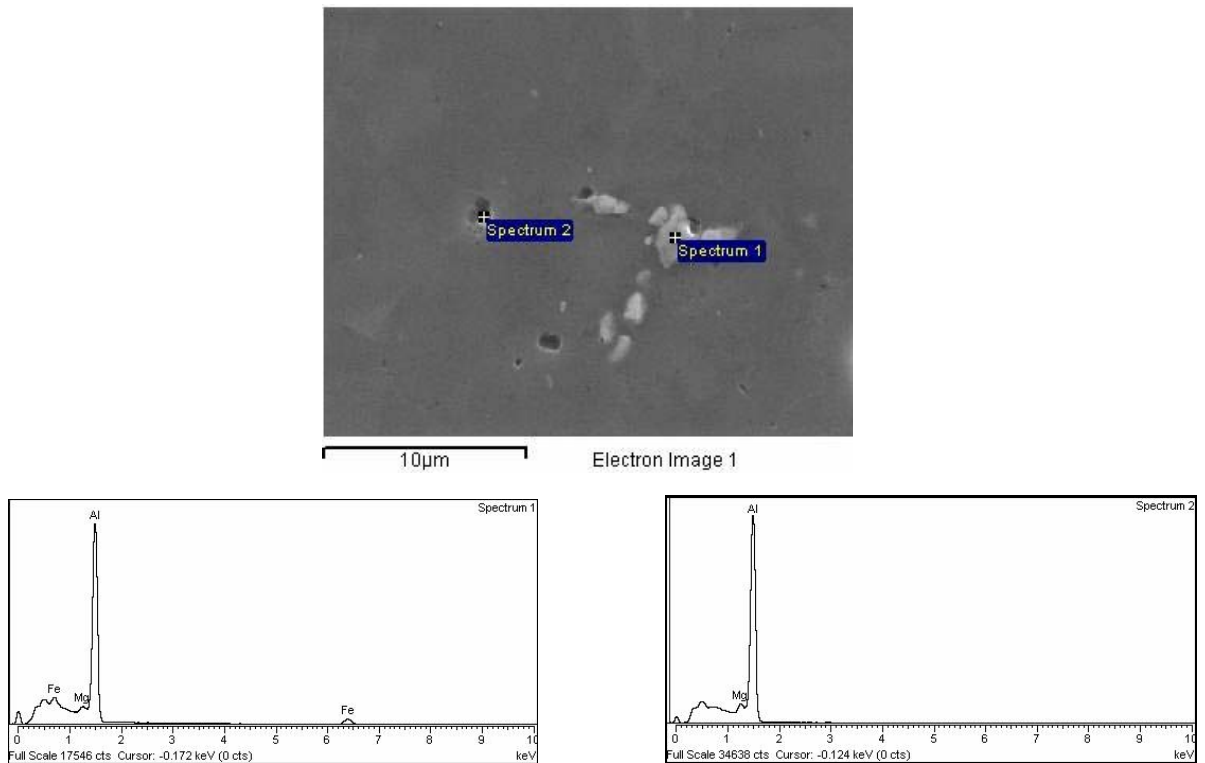 Spectrum 2
Spectrum 1
10µm Electron Image 1
Spectrum 1
Al
Fe
Mg
Fe
0 1 2 3 4 5 6 7 8 9 10
Full Scale 17546 cts Cursor: -0.172 keV (0 cts) keV
Spectrum 2
Al
Mg
0 1 2 3 4 5 6 7 8 9 10
Full Scale 34638 cts Cursor: -0.124 keV (0 cts) keV